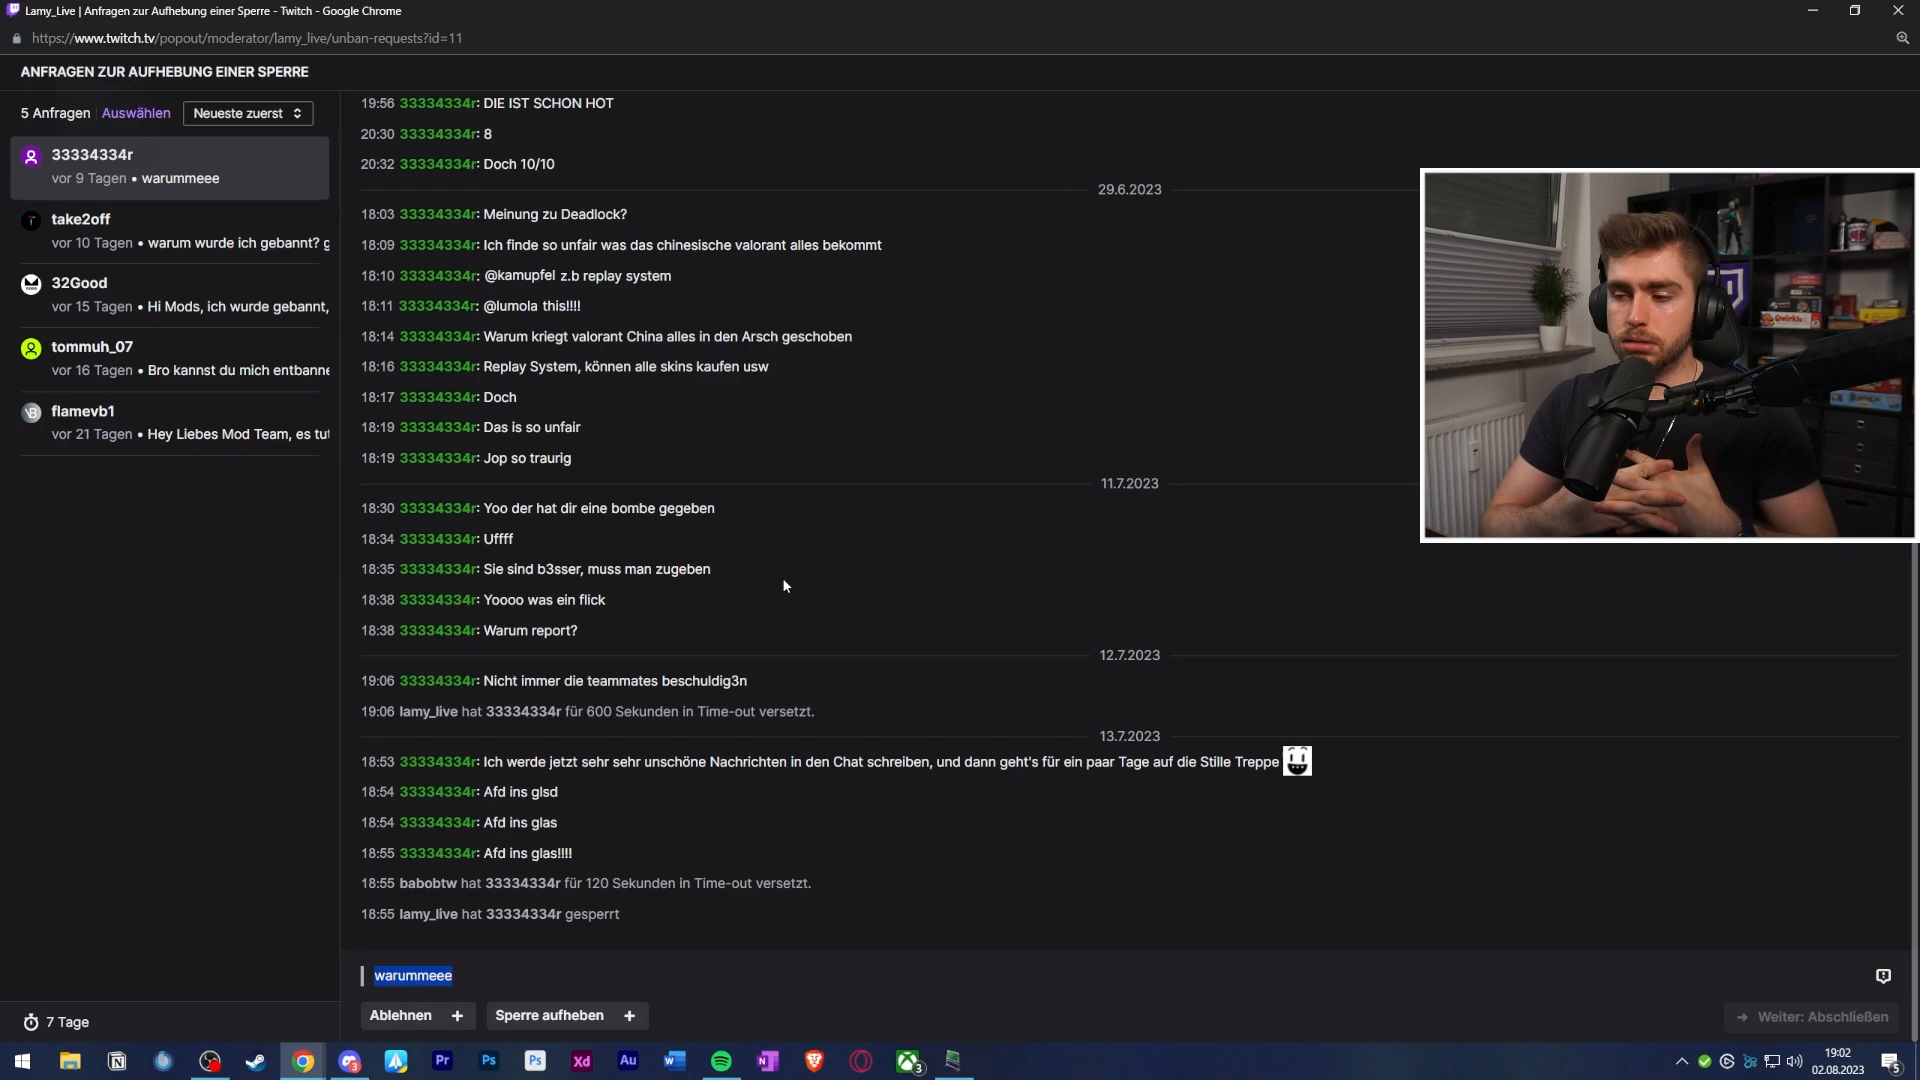 Lamy_Live | Anfragen zur Aufhebung einer Sperre - Twitch - Google Chrome
https://www.twitch.tv/popout/moderator/lamy_live/unban-requests?id=11
ANFRAGEN ZUR AUFHEBUNG EINER SPERRE
5 Anfragen Auswählen Neueste zuerst
33334334r
vor 9 Tagen • warummeee
take2off
vor 10 Tagen • warum wurde ich gebannt? g
32Good
vor 15 Tagen • Hi Mods, ich wurde gebannt,
tommuh_07
vor 16 Tagen • Bro kannst du mich entbanne
flamevb1
vor 21 Tagen • Hey Liebes Mod Team, es tut
7 Tage
19:56 33334334r: DIE IST SCHON HOT
20:30 33334334r: 8
20:32 33334334r: Doch 10/10
29.6.2023
18:03 33334334r: Meinung zu Deadlock?
18:09 33334334r: Ich finde so unfair was das chinesische valorant alles bekommt
18:10 33334334r: @kamupfel z.b replay system
18:11 33334334r: @lumola this!!!!
18:14 33334334r: Warum kriegt valorant China alles in den Arsch geschoben
18:16 33334334r: Replay System, können alle skins kaufen usw
18:17 33334334r: Doch
18:19 33334334r: Das is so unfair
18:19 33334334r: Jop so traurig
11.7.2023
18:30 33334334r: Yoo der hat dir eine bombe gegeben
18:34 33334334r: Uffff
18:35 33334334r: Sie sind b3sser, muss man zugeben
18:38 33334334r: Yoooo was ein flick
18:38 33334334r: Warum report?
12.7.2023
19:06 33334334r: Nicht immer die teammates beschuldig3n
19:06 lamy_live hat 33334334r für 600 Sekunden in Time-out versetzt.
13.7.2023
18:53 33334334r: Ich werde jetzt sehr sehr unschöne Nachrichten in den Chat schreiben, und dann geht's für ein paar Tage auf die Stille Treppe
18:54 33334334r: Afd ins glsd
18:54 33334334r: Afd ins glas
18:55 33334334r: Afd ins glas!!!!
18:55 babobtw hat 33334334r für 120 Sekunden in Time-out versetzt.
18:55 lamy_live hat 33334334r gesperrt
warummeee
Ablehnen + Sperre aufheben +
Weiter: Abschließen
Qwirkle
3 Pr Ps Ps Xd Au W N 3
19:02
02.08.2023
5